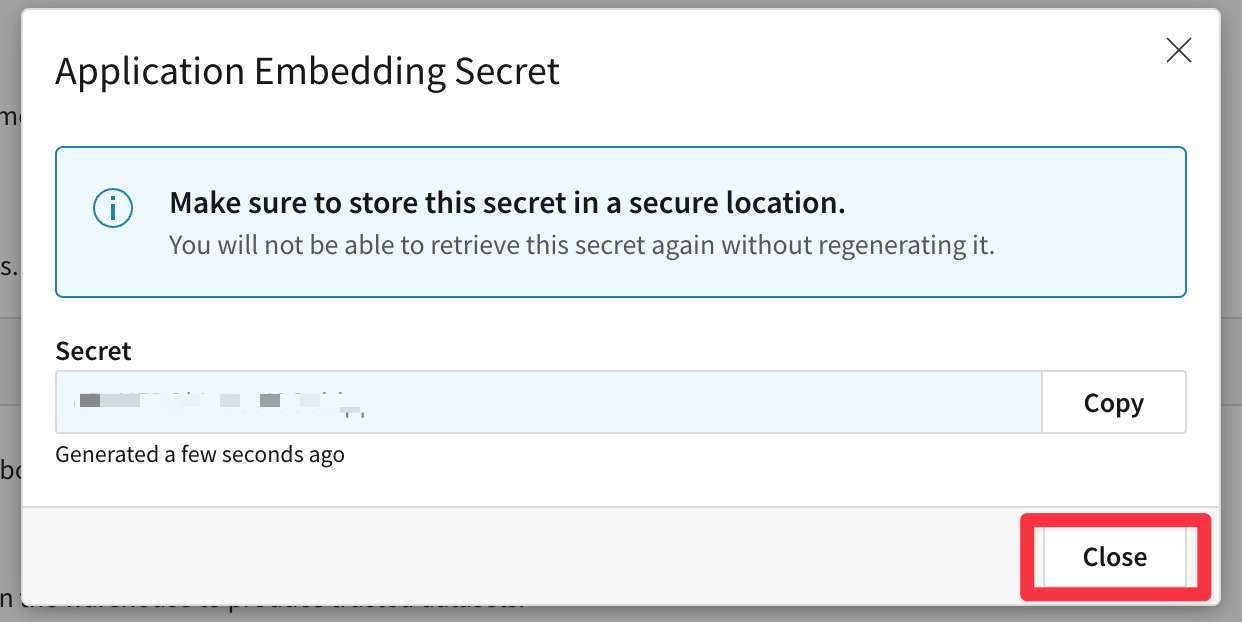 Application Embedding Secret
Make sure to store this secret in a secure location.
You will not be able to retrieve this secret again without regenerating it.
Secret
Copy
Generated a few seconds ago
Close